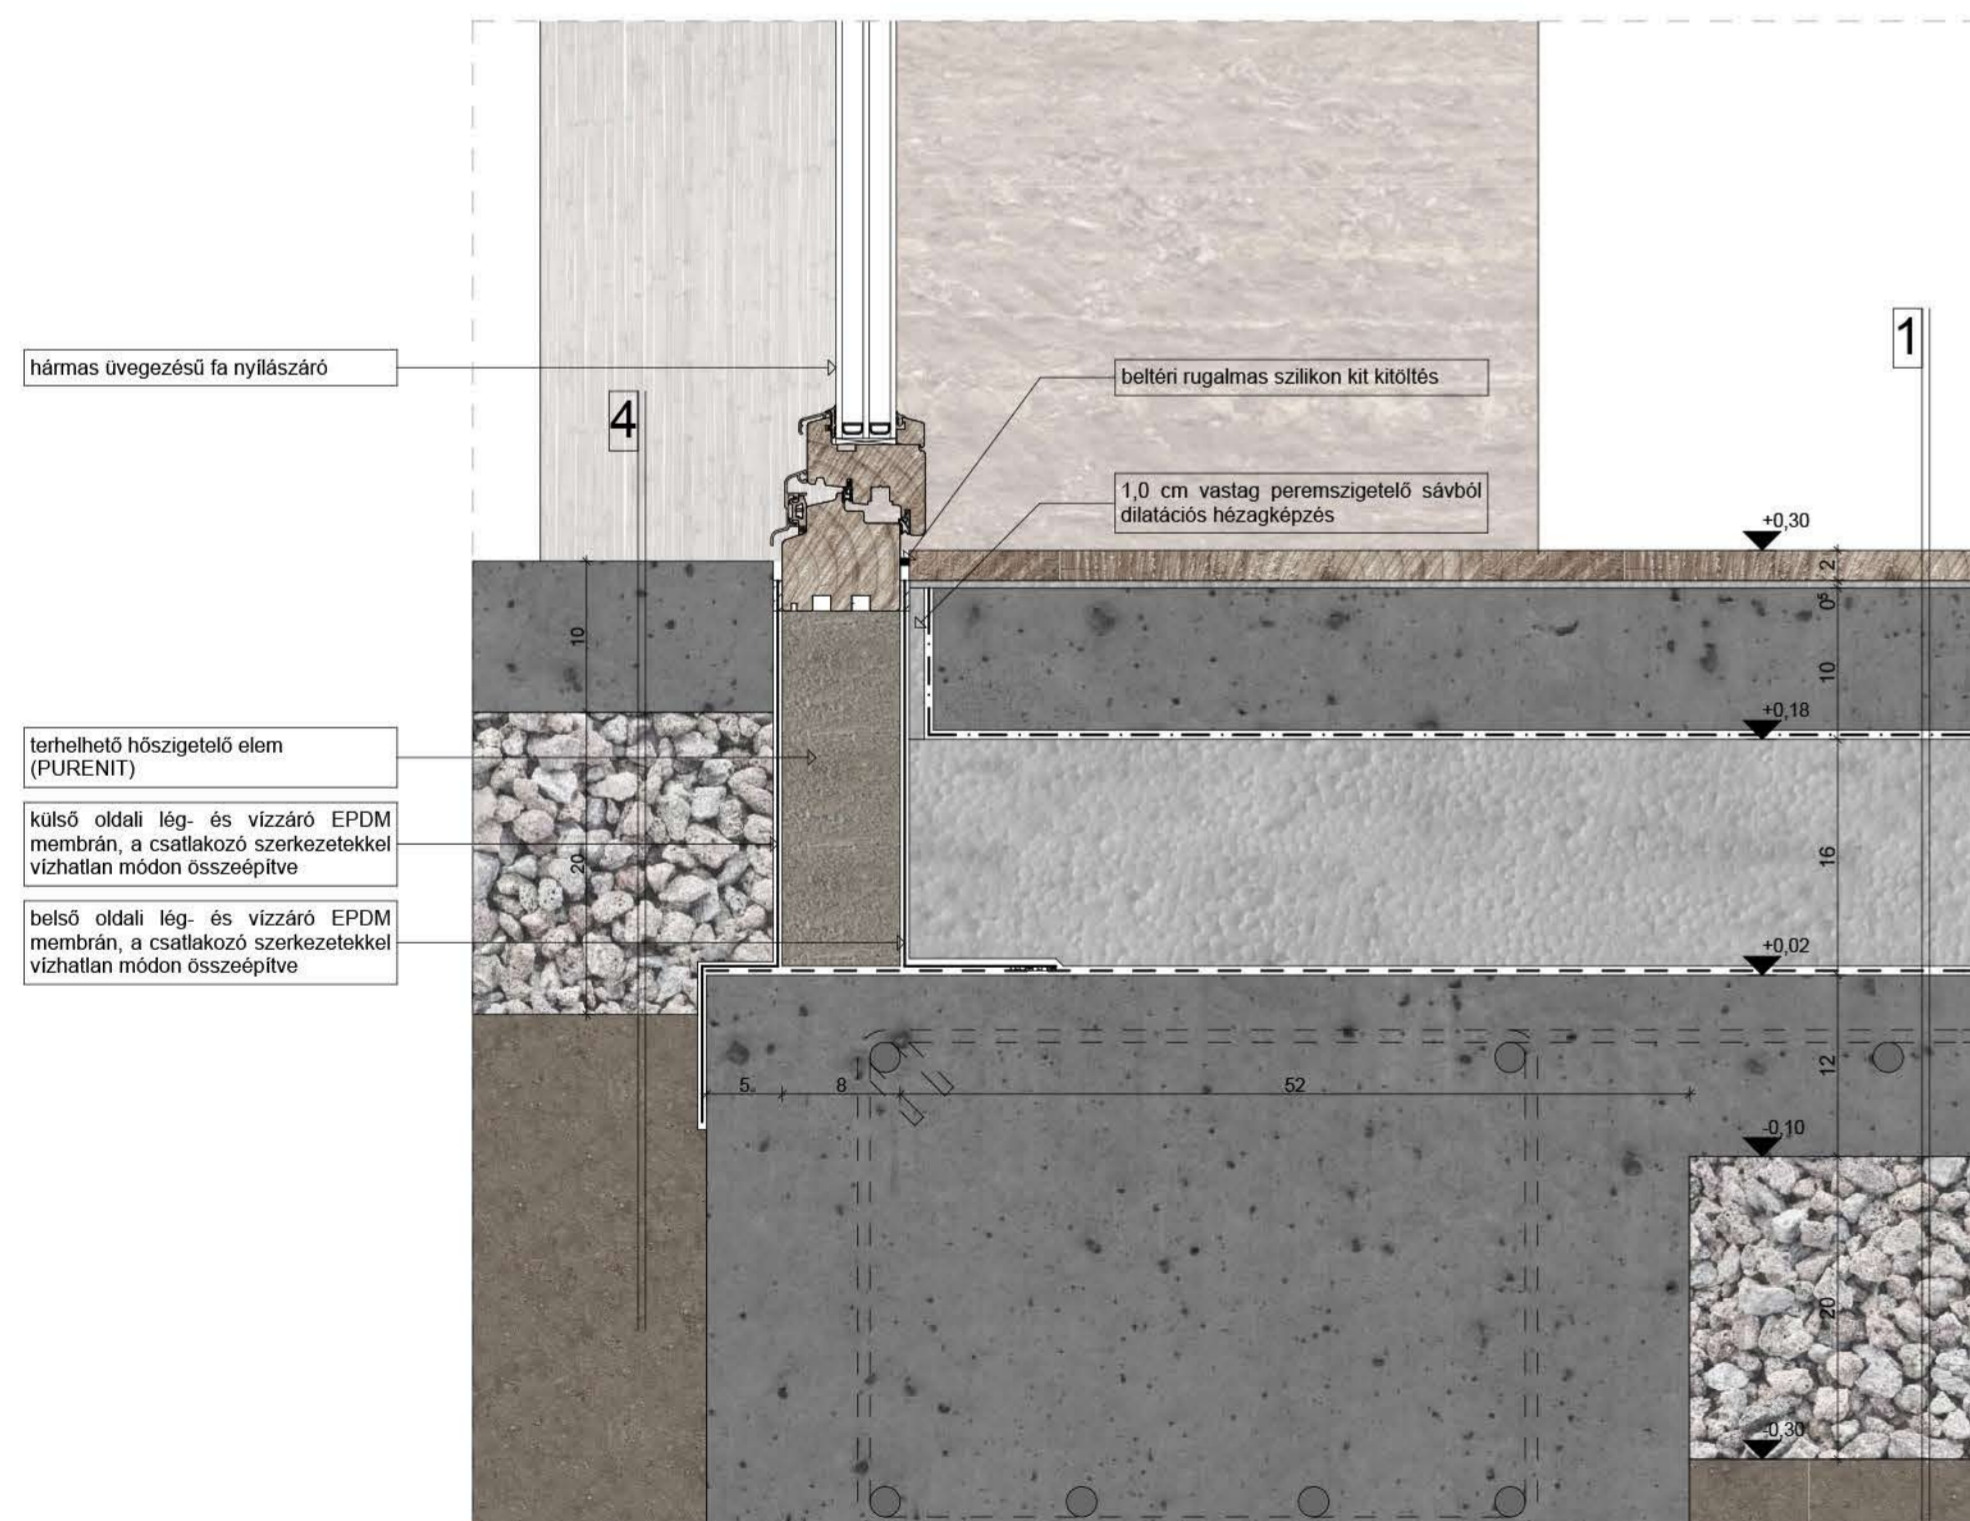 hármas üvegezésű fa nyílászáró
4
beltéri rugalmas szilikon kit kitöltés
1
1,0 cm vastag peremszigetelő sávból
dilatációs hézagképzés
+0,30
2
0⁵
10
10
+0,18
terhelhető hőszigetelő elem
(PURENIT)
külső oldali lég- és vízzáró EPDM
membrán, a csatlakozó szerkezetekkel
vízhatlan módon összeépítve
20
16
belső oldali lég- és vízzáró EPDM
membrán, a csatlakozó szerkezetekkel
vízhatlan módon összeépítve
+0,02
5
8
52
12
-0,10
20
-0,30